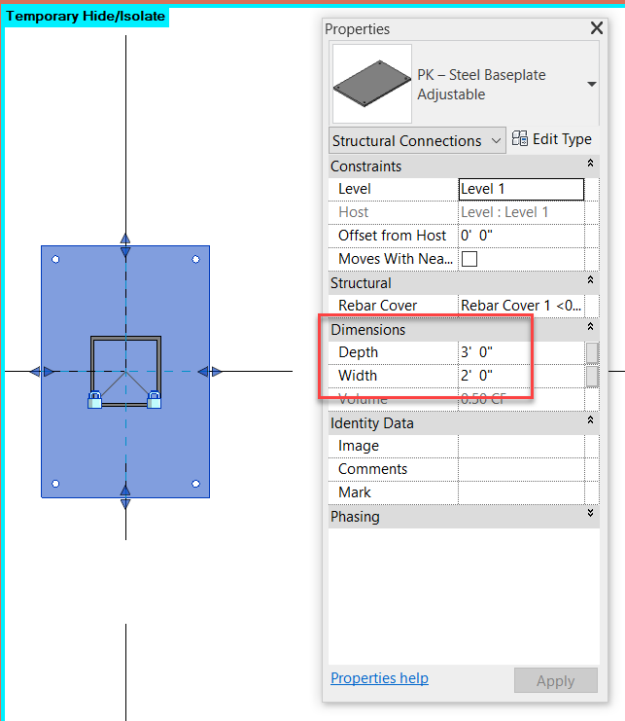 Temporary Hide/Isolate
Properties
PK – Steel Baseplate
Adjustable
Structural Connections
Edit Type
Constraints
Level Level 1
Host Level : Level 1
Offset from Host 0' 0"
Moves With Nea...
Structural
Rebar Cover Rebar Cover 1 <0...
Dimensions
Depth 3' 0"
Width 2' 0"
Volume 0.50 CF
Identity Data
Image
Comments
Mark
Phasing
Properties help
Apply